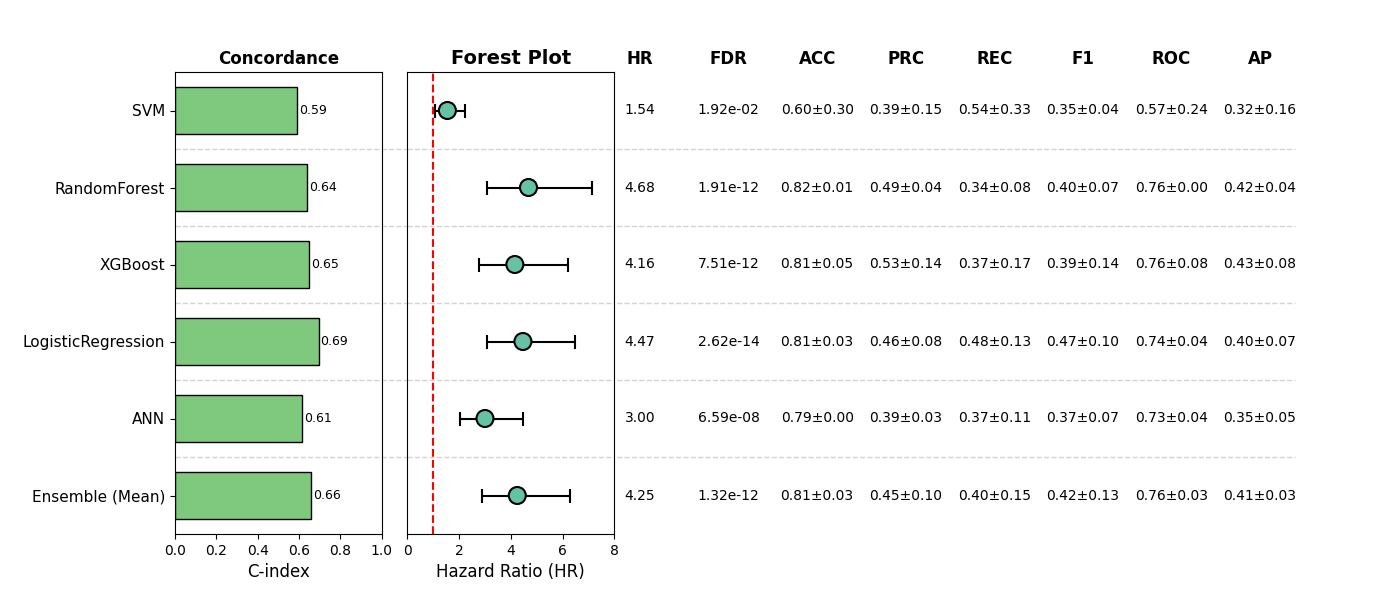 Concordance Forest Plot HR FDR ACC PRC REC F1 ROC AP
SVM 0.59 1.54 1.92e-02 0.60±0.30 0.39±0.15 0.54±0.33 0.35±0.04 0.57±0.24 0.32±0.16
RandomForest 0.64 4.68 1.91e-12 0.82±0.01 0.49±0.04 0.34±0.08 0.40±0.07 0.76±0.00 0.42±0.04
XGBoost 0.65 4.16 7.51e-12 0.81±0.05 0.53±0.14 0.37±0.17 0.39±0.14 0.76±0.08 0.43±0.08
LogisticRegression 0.69 4.47 2.62e-14 0.81±0.03 0.46±0.08 0.48±0.13 0.47±0.10 0.74±0.04 0.40±0.07
ANN 0.61 3.00 6.59e-08 0.79±0.00 0.39±0.03 0.37±0.11 0.37±0.07 0.73±0.04 0.35±0.05
Ensemble (Mean) 0.66 4.25 1.32e-12 0.81±0.03 0.45±0.10 0.40±0.15 0.42±0.13 0.76±0.03 0.41±0.03
0.0 0.2 0.4 0.6 0.8 1.0 0 2 4 6 8
C-index Hazard Ratio (HR)